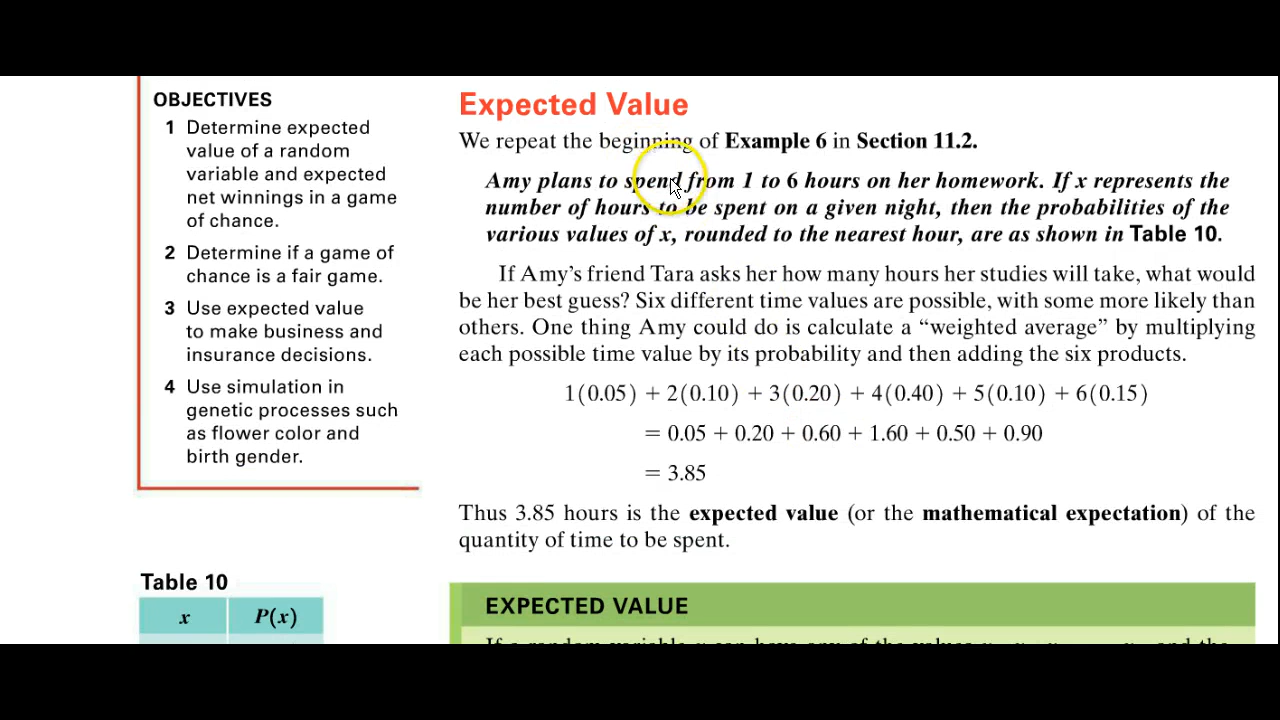 OBJECTIVES
1 Determine expected
value of a random
variable and expected
net winnings in a game
of chance.
2 Determine if a game of
chance is a fair game.
3 Use expected value
to make business and
insurance decisions.
4 Use simulation in
genetic processes such
as flower color and
birth gender.
Table 10
x P(x)
Expected Value
We repeat the beginning of Example 6 in Section 11.2.
Amy plans to spend from 1 to 6 hours on her homework. If x represents the
number of hours to be spent on a given night, then the probabilities of the
various values of x, rounded to the nearest hour, are as shown in Table 10.
If Amy's friend Tara asks her how many hours her studies will take, what would
be her best guess? Six different time values are possible, with some more likely than
others. One thing Amy could do is calculate a “weighted average” by multiplying
each possible time value by its probability and then adding the six products.
1(0.05) + 2(0.10) + 3(0.20) + 4(0.40) + 5(0.10) + 6(0.15)
= 0.05 + 0.20 + 0.60 + 1.60 + 0.50 + 0.90
= 3.85
Thus 3.85 hours is the expected value (or the mathematical expectation) of the
quantity of time to be spent.
EXPECTED VALUE